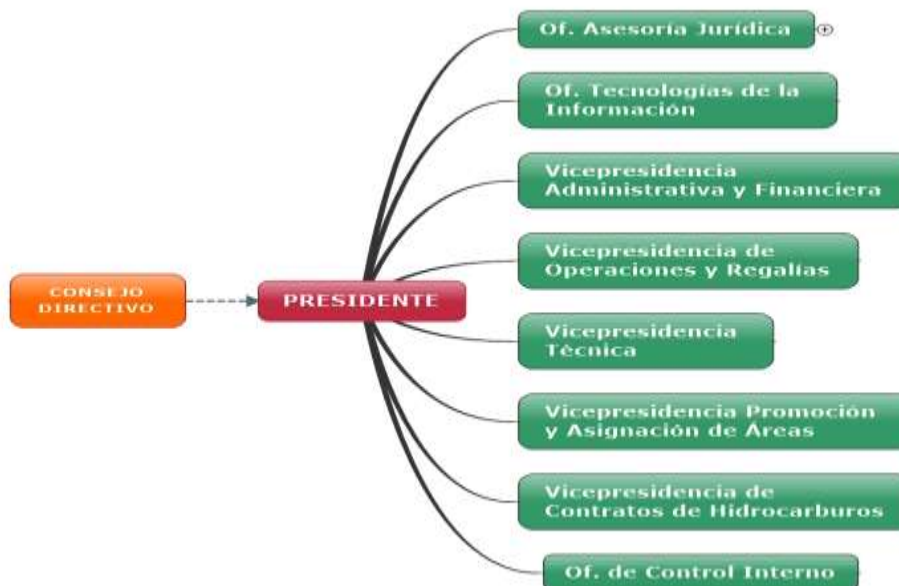 Of. Asesoría Jurídica
Of. Tecnologías de la
Información
Vicepresidencia
Administrativa y Financiera
Vicepresidencia de
Operaciones y Regalías
CONSEJO
DIRECTIVO
PRESIDENTE
Vicepresidencia
Técnica
Vicepresidencia Promoción
y Asignación de Áreas
Vicepresidencia de
Contratos de Hidrocarburos
Of. de Control Interno